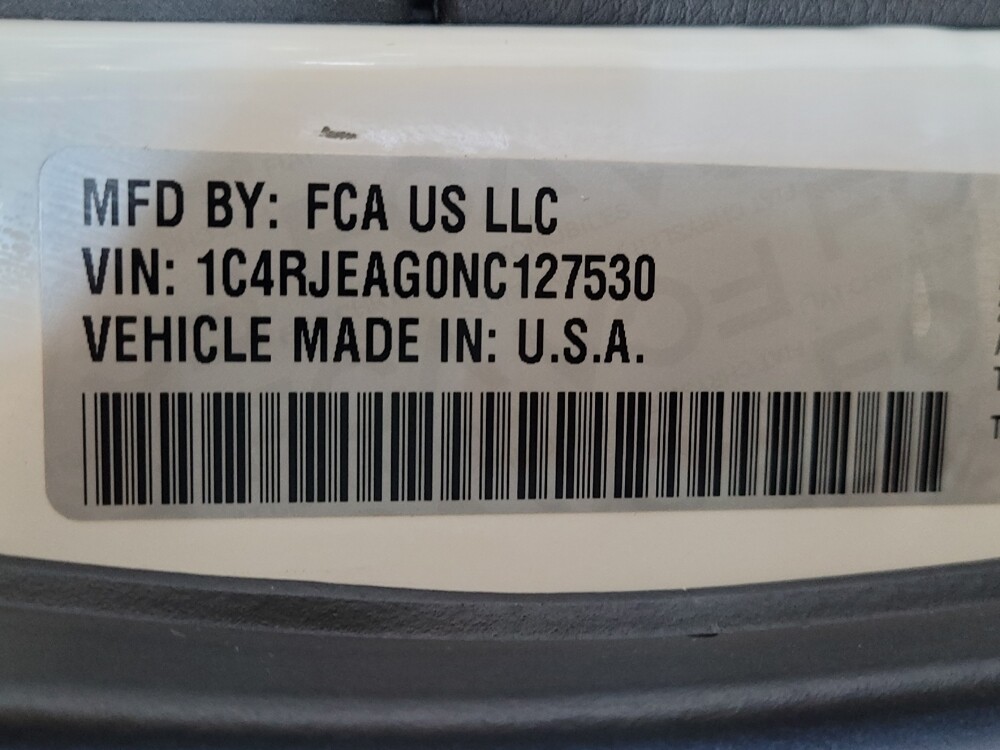 MFD BY: FCA US LLC
VIN: 1C4RJEAG0NC127530
VEHICLE MADE IN: U.S.A.